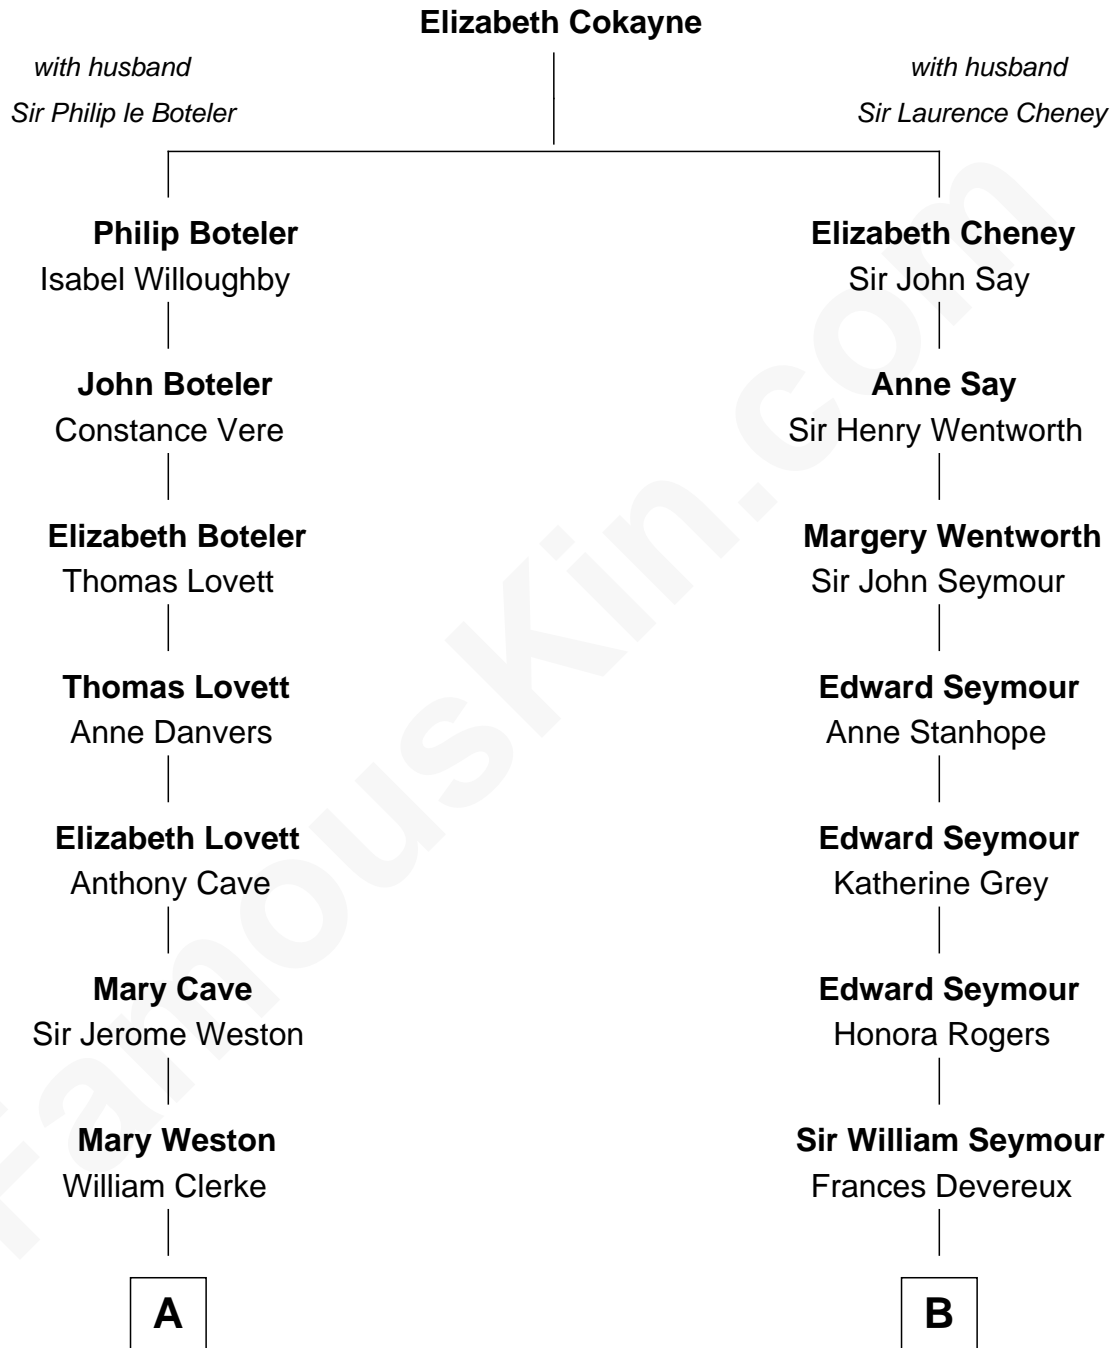 Elizabeth Cokayne
with husband
Sir Philip le Boteler
with husband
Sir Laurence Cheney
Philip Boteler
Isabel Willoughby
Elizabeth Cheney
Sir John Say
John Boteler
Constance Vere
Anne Say
Sir Henry Wentworth
Elizabeth Boteler
Thomas Lovett
Margery Wentworth
Sir John Seymour
Thomas Lovett
Anne Danvers
Edward Seymour
Anne Stanhope
Elizabeth Lovett
Anthony Cave
Edward Seymour
Katherine Grey
Mary Cave
Sir Jerome Weston
Edward Seymour
Honora Rogers
Mary Weston
William Clerke
Sir William Seymour
Frances Devereux
A
B
FamousKin.com